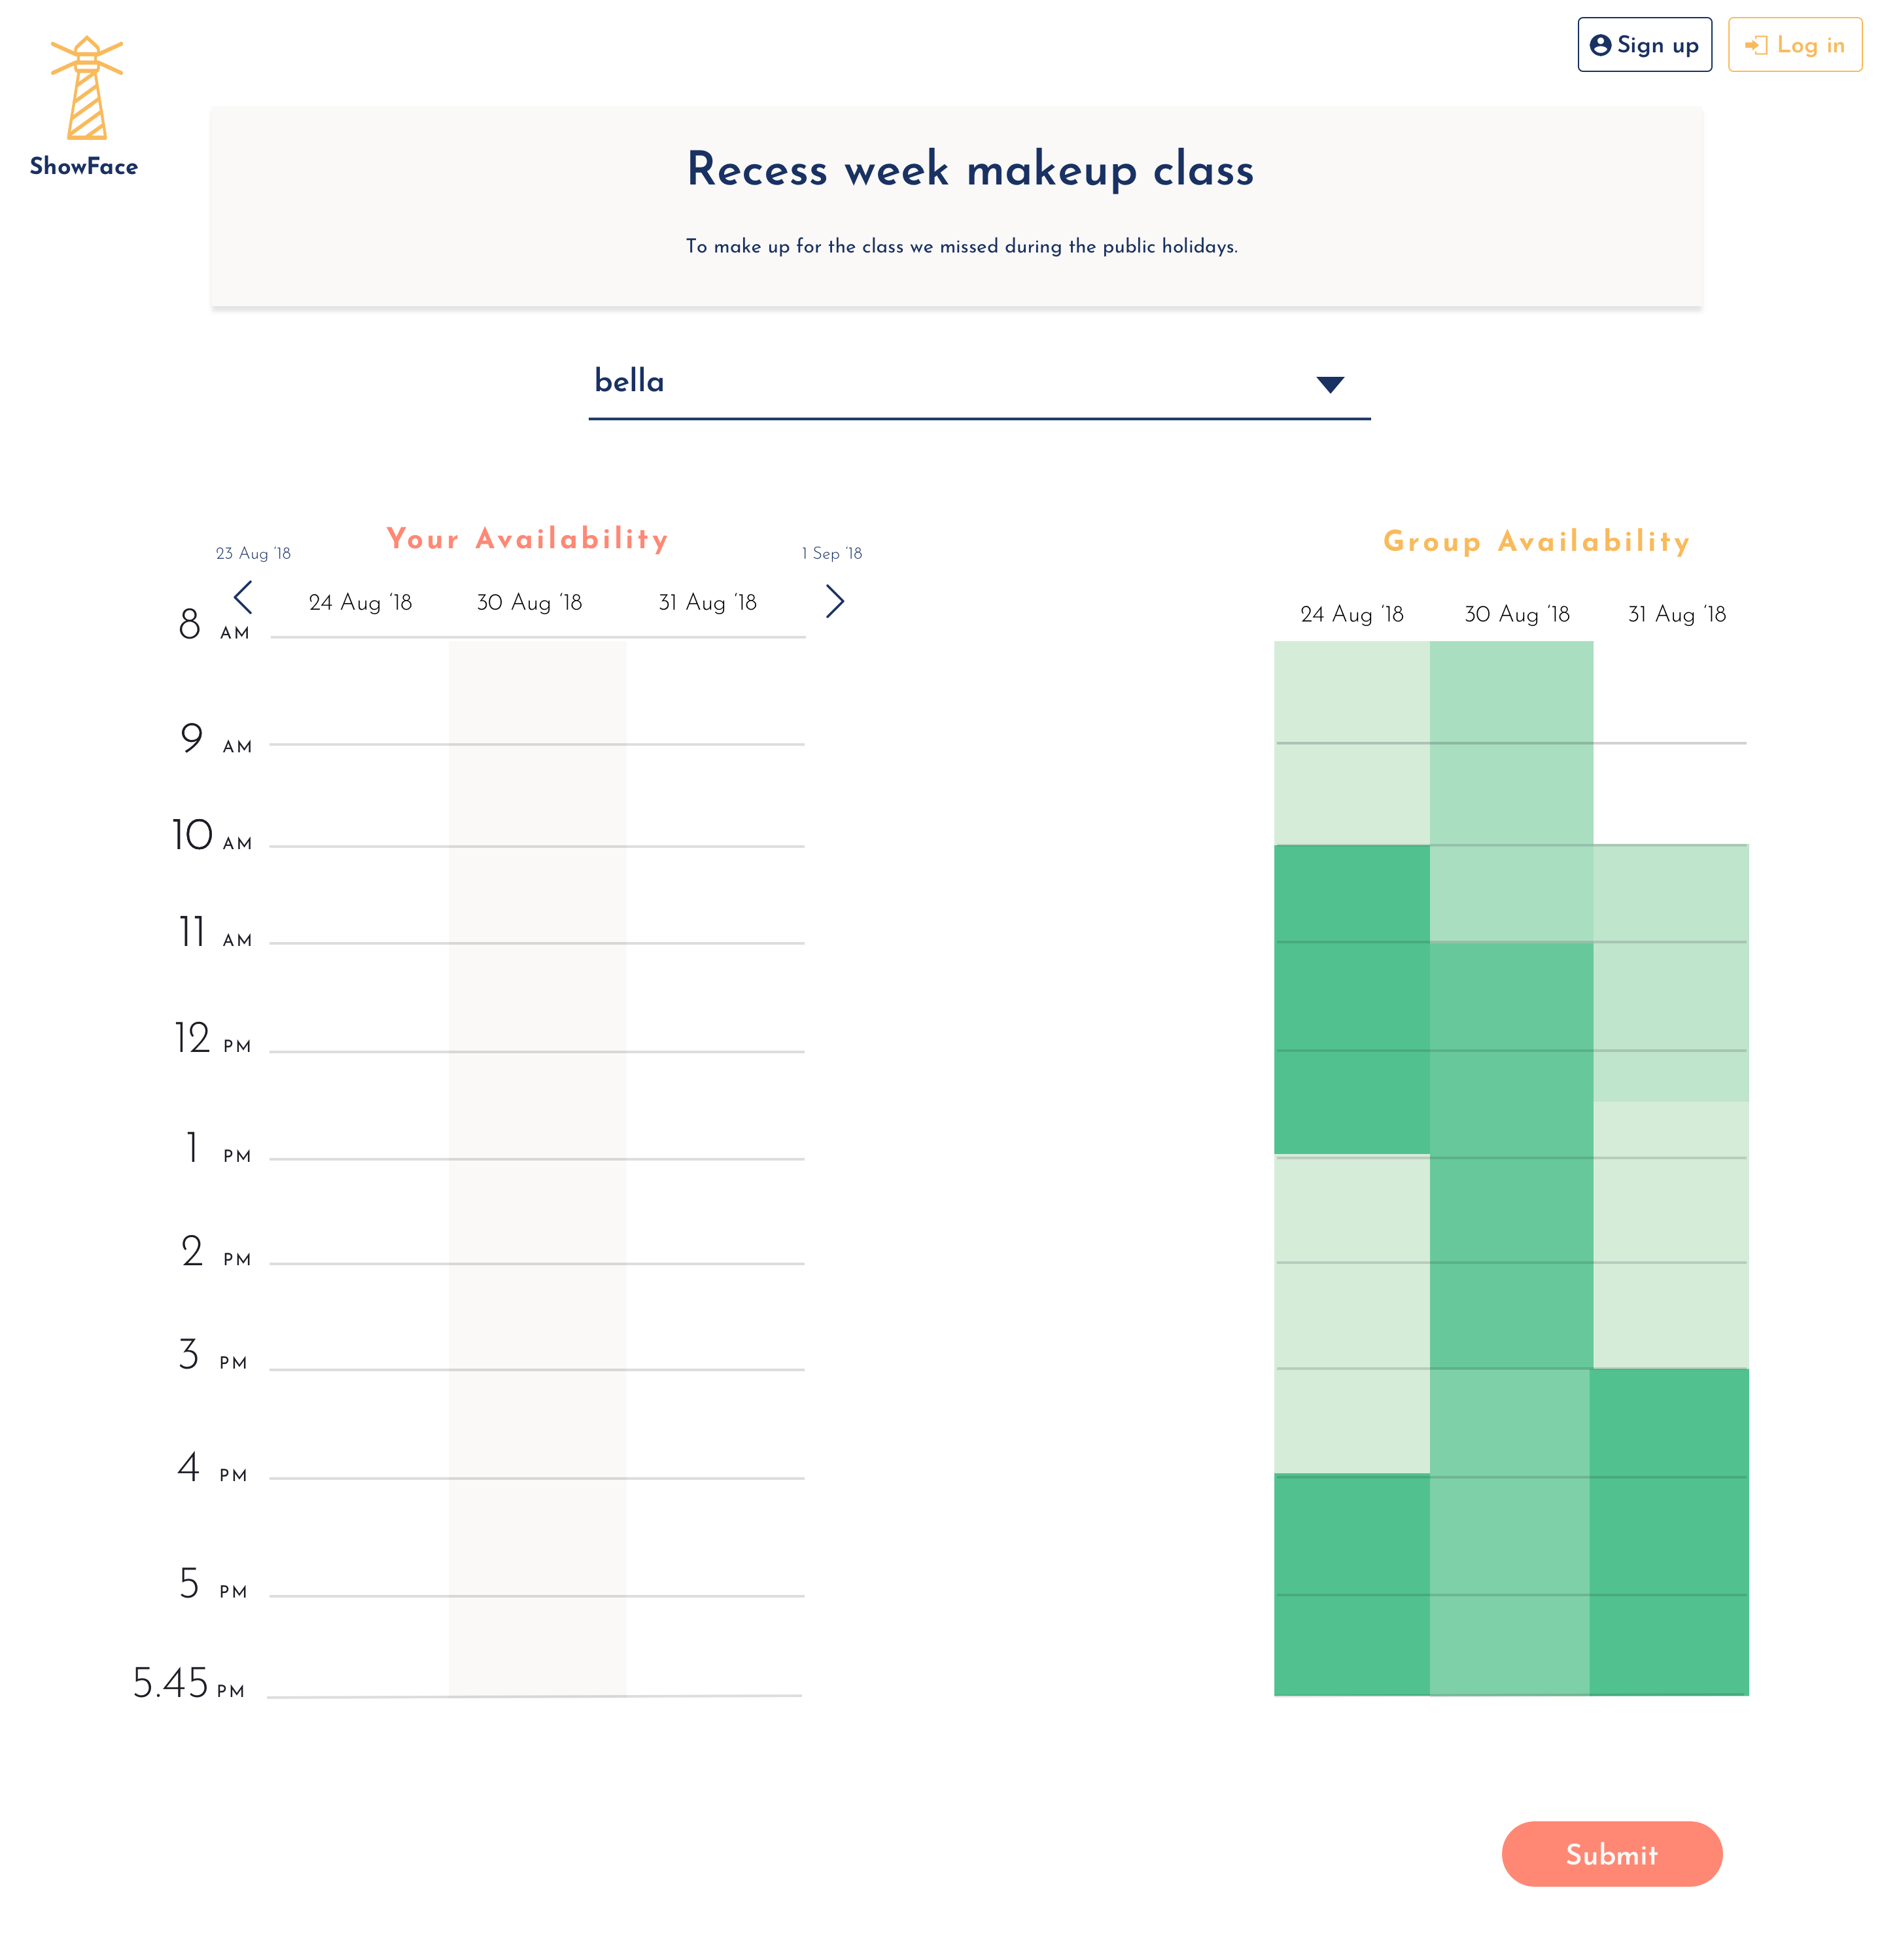 Sign up
Log in
ShowFace
Recess week makeup class
To make up for the class we missed during the public holidays.
bella
Your Availability
Group Availability
23 Aug '18
1 Sep '18
24 Aug '18 30 Aug '18 31 Aug '18
24 Aug '18 30 Aug '18 31 Aug '18
8 AM
9 AM
10 AM
11 AM
12 PM
1 PM
2 PM
3 PM
4 PM
5 PM
5.45 PM
Submit